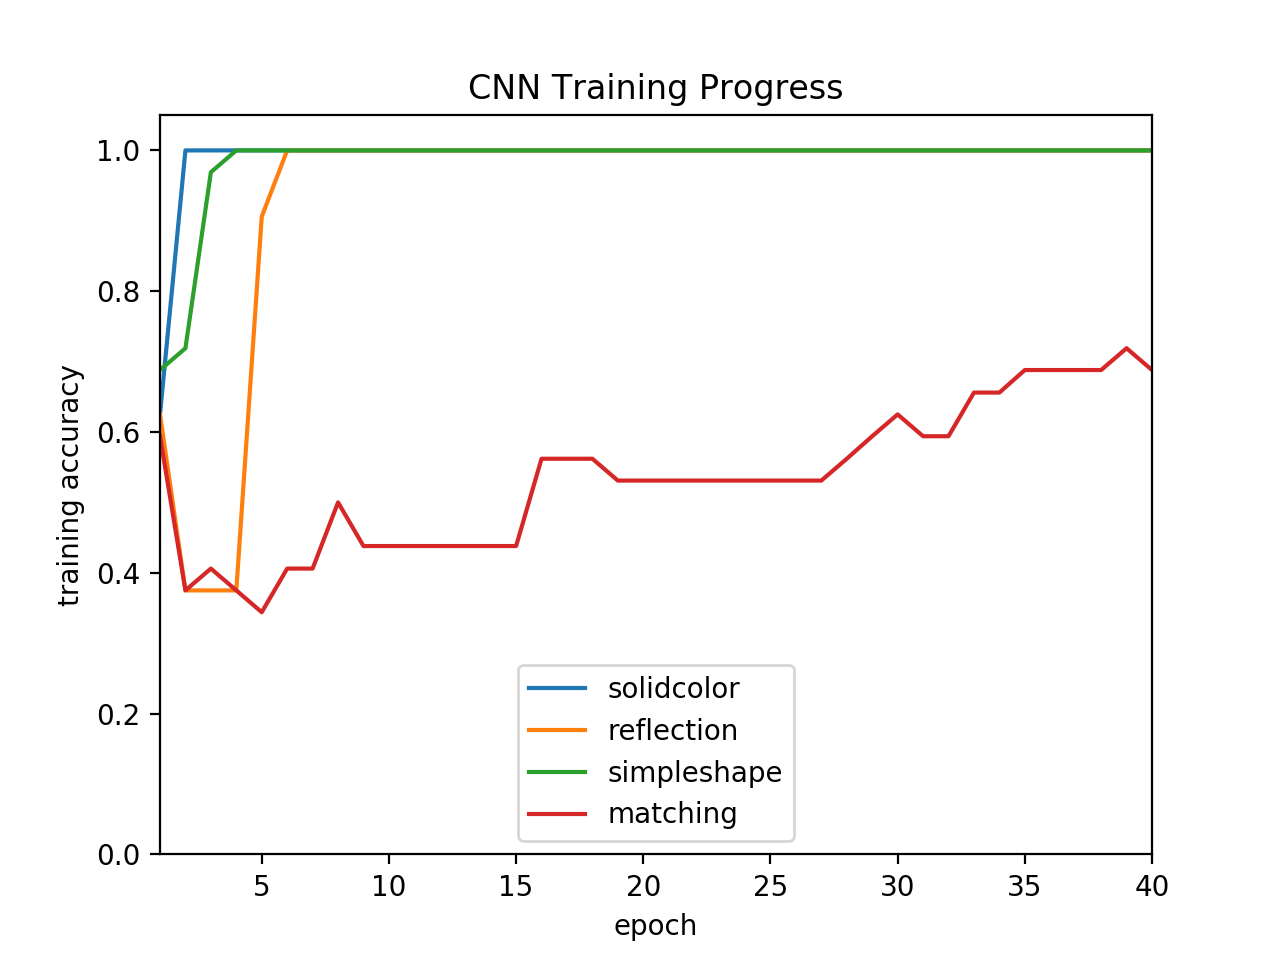 CNN Training Progress
training accuracy
1.0
0.8
0.6
0.4
0.2
0.0
solidcolor
reflection
simpleshape
matching
5 10 15 20 25 30 35 40
epoch